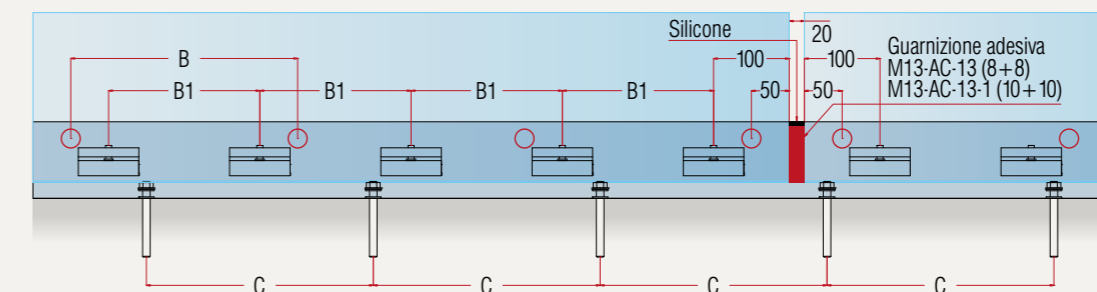 Silicone
20
Guarnizione adesiva
M13-AC-13 (8+8)
M13-AC-13-1 (10+10)
B
100
100
B1
B1
B1
B1
50
50
C
C
C
C